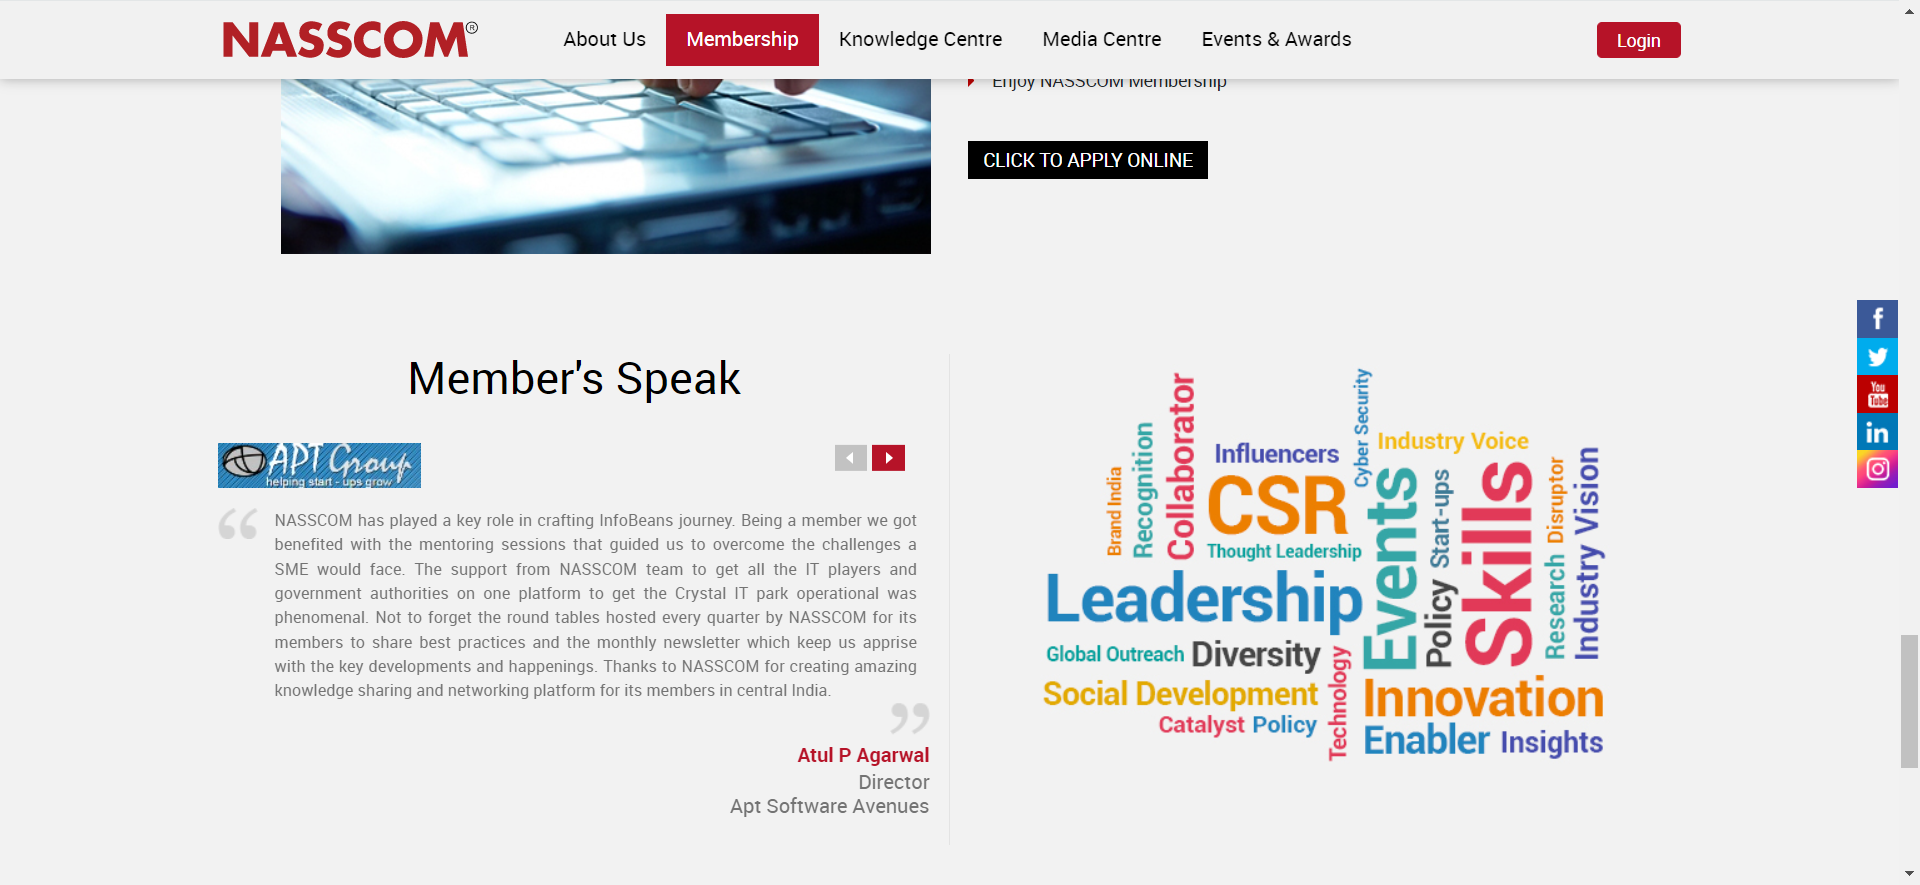 NASSCOM®
About Us
Membership
Knowledge Centre
Media Centre
Events & Awards
Login
Enjoy NASSCOM Membership
CLICK TO APPLY ONLINE
Member's Speak
APT Group
helping start - ups grow
“
NASSCOM has played a key role in crafting InfoBeans journey. Being a member we got
benefited with the mentoring sessions that guided us to overcome the challenges a
SME would face. The support from NASSCOM team to get all the IT players and
government authorities on one platform to get the Crystal IT park operational was
phenomenal. Not to forget the round tables hosted every quarter by NASSCOM for its
members to share best practices and the monthly newsletter which keep us apprise
with the key developments and happenings. Thanks to NASSCOM for creating amazing
knowledge sharing and networking platform for its members in central India.
”
Atul P Agarwal
Director
Apt Software Avenues
Brand India
Recognition
Collaborator
Influencers
CSR
Thought Leadership
Cyber Security
Industry Voice
Events
Start-ups
Policy
Skills
Disruptor
Research
Industry Vision
Leadership
Global Outreach
Diversity
Social Development
Catalyst
Policy
Technology
Innovation
Enabler
Insights
f
You
Tube
in